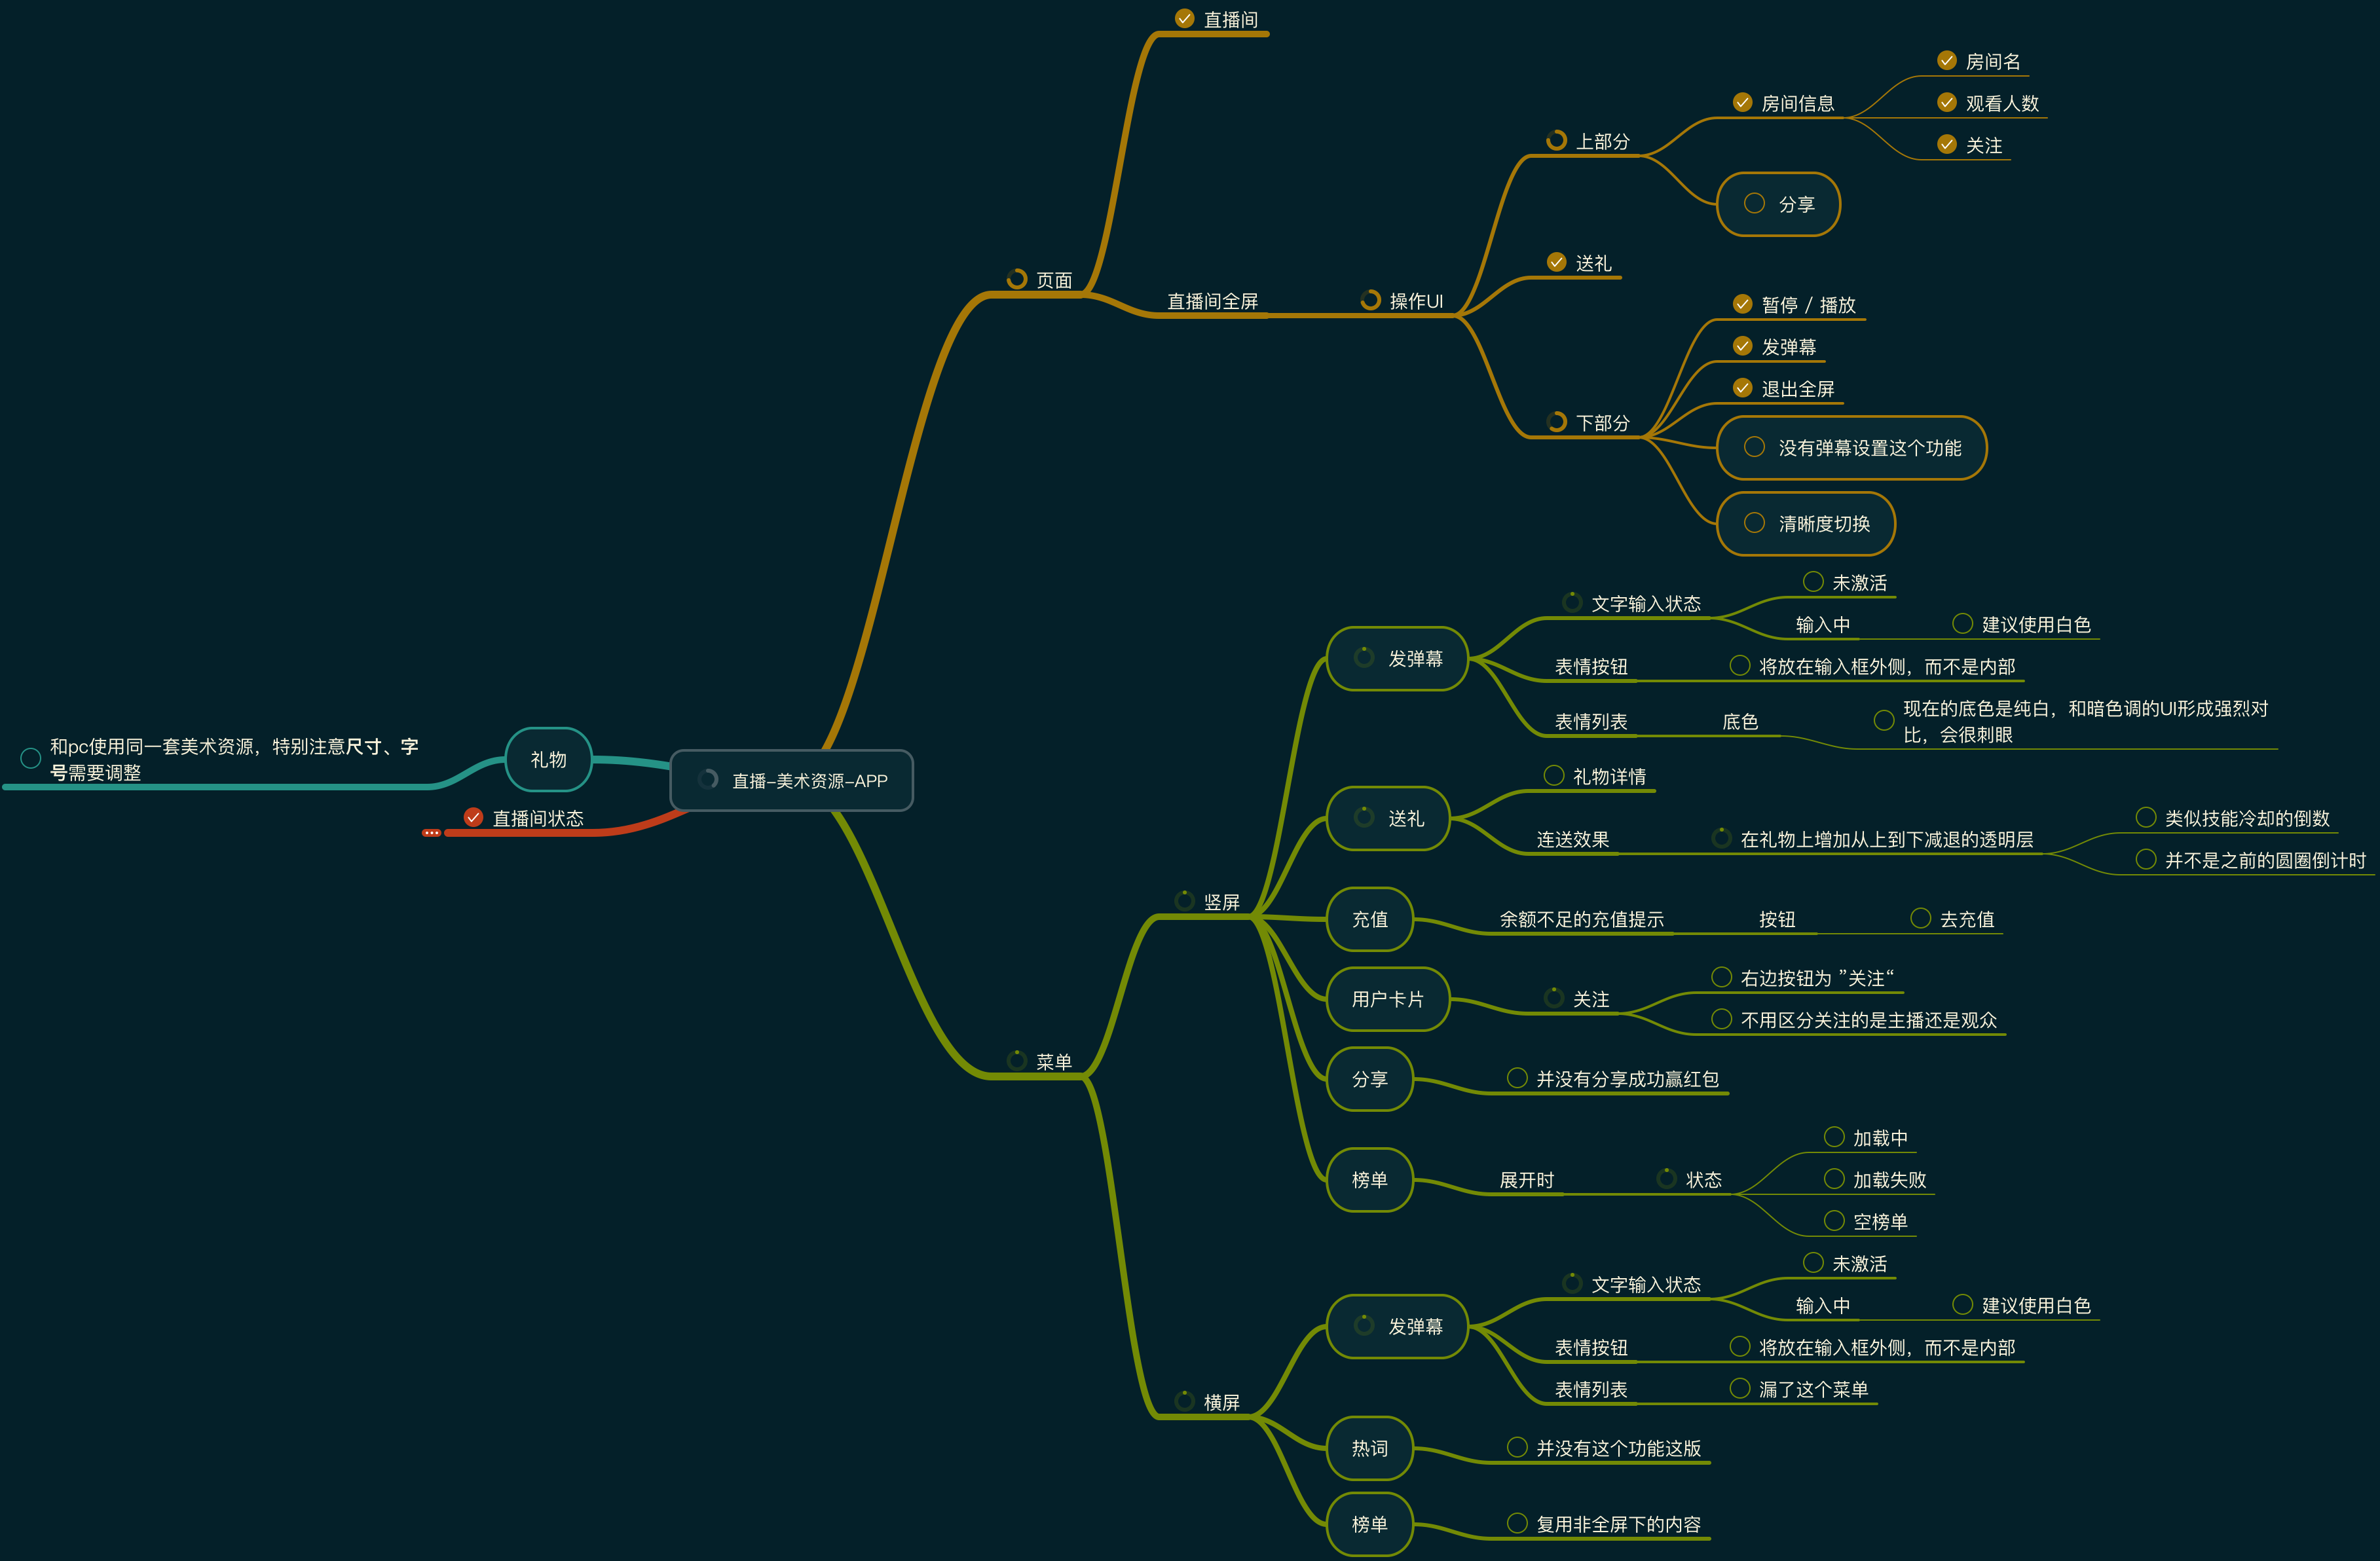 直播-美术资源-APP
页面
直播间
直播间全屏
操作UI
上部分
房间信息
房间名
观看人数
关注
分享
送礼
下部分
暂停 / 播放
发弹幕
退出全屏
没有弹幕设置这个功能
清晰度切换
菜单
竖屏
发弹幕
文字输入状态
未激活
输入中
建议使用白色
表情按钮
将放在输入框外侧，而不是内部
表情列表
底色
现在的底色是纯白，和暗色调的UI形成强烈对
比，会很刺眼
送礼
礼物详情
连送效果
在礼物上增加从上到下减退的透明层
类似技能冷却的倒数
并不是之前的圆圈倒计时
充值
余额不足的充值提示
按钮
去充值
用户卡片
关注
右边按钮为 ”关注“
不用区分关注的是主播还是观众
分享
并没有分享成功赢红包
榜单
展开时
状态
加载中
加载失败
空榜单
横屏
发弹幕
文字输入状态
未激活
输入中
建议使用白色
表情按钮
将放在输入框外侧，而不是内部
表情列表
漏了这个菜单
热词
并没有这个功能这版
榜单
复用非全屏下的内容
礼物
和pc使用同一套美术资源，特别注意尺寸、字
号需要调整
直播间状态